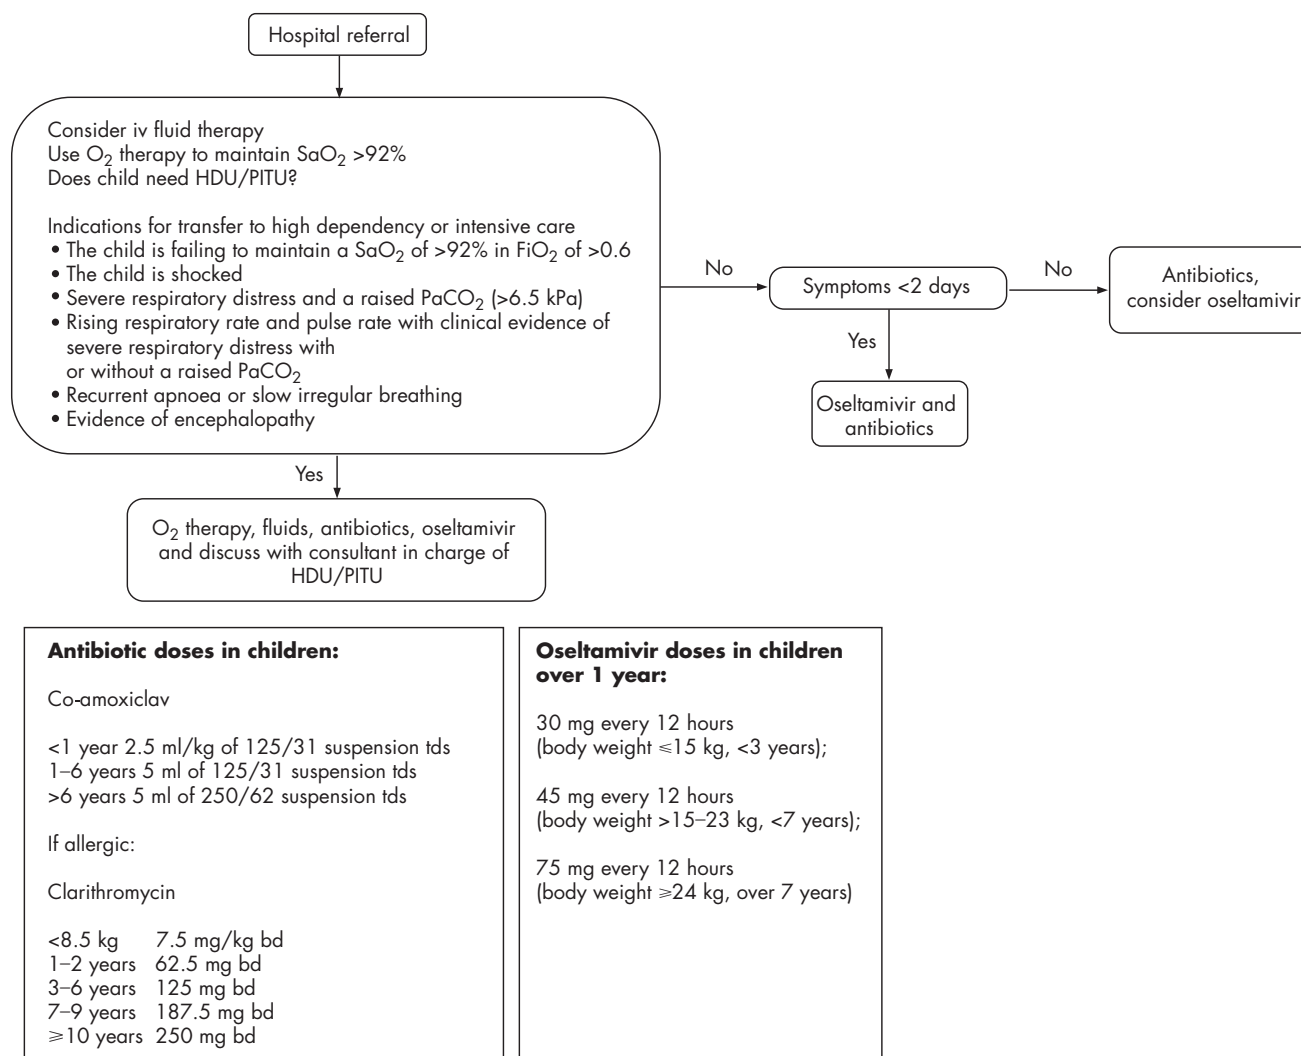 Hospital referral
Consider iv fluid therapy
Use O₂ therapy to maintain SaO₂ >92%
Does child need HDU/PITU?
Indications for transfer to high dependency or intensive care
• The child is failing to maintain a SaO₂ of >92% in FiO₂ of >0.6
• The child is shocked
• Severe respiratory distress and a raised PaCO₂ (>6.5 kPa)
• Rising respiratory rate and pulse rate with clinical evidence of
severe respiratory distress with
or without a raised PaCO₂
• Recurrent apnoea or slow irregular breathing
• Evidence of encephalopathy
No
Symptoms <2 days
No
Antibiotics,
consider oseltamivir
Yes
Oseltamivir and
antibiotics
Yes
O₂ therapy, fluids, antibiotics, oseltamivir
and discuss with consultant in charge of
HDU/PITU
Antibiotic doses in children:
Co-amoxiclav
<1 year 2.5 ml/kg of 125/31 suspension tds
1–6 years 5 ml of 125/31 suspension tds
>6 years 5 ml of 250/62 suspension tds
If allergic:
Clarithromycin
<8.5 kg 7.5 mg/kg bd
1–2 years 62.5 mg bd
3–6 years 125 mg bd
7–9 years 187.5 mg bd
⩾10 years 250 mg bd
Oseltamivir doses in children
over 1 year:
30 mg every 12 hours
(body weight ⩽15 kg, <3 years);
45 mg every 12 hours
(body weight >15–23 kg, <7 years);
75 mg every 12 hours
(body weight ⩾24 kg, over 7 years)